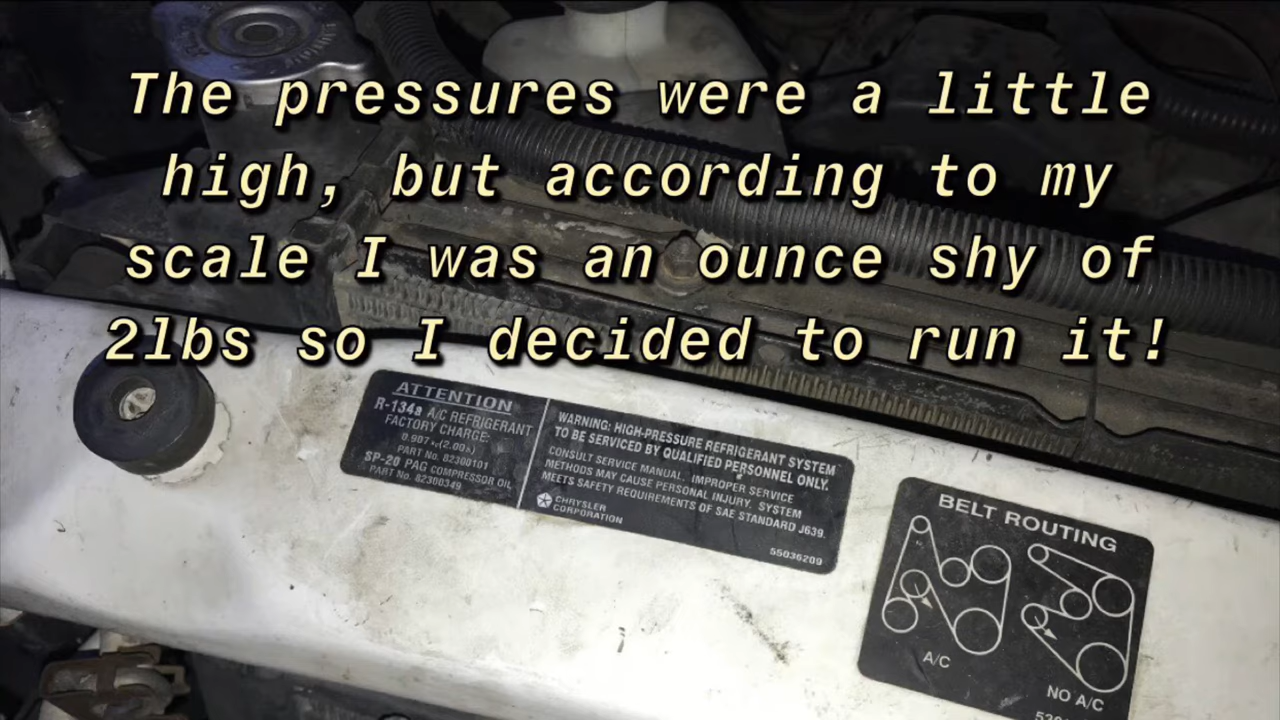 The pressures were a little
high, but according to my
scale I was an ounce shy of
2lbs so I decided to run it!
ATTENTION
R-134a A/C REFRIGERANT
FACTORY CHARGE:
PART No. 82300101
SP-20 PAG COMPRESSOR OIL
PART No. 82300349
WARNING: HIGH-PRESSURE REFRIGERANT SYSTEM
TO BE SERVICED BY QUALIFIED PERSONNEL ONLY.
CONSULT SERVICE MANUAL. IMPROPER SERVICE
METHODS MAY CAUSE PERSONAL INJURY. SYSTEM
MEETS SAFETY REQUIREMENTS OF SAE STANDARD J639.
CHRYSLER
CORPORATION
55036209
BELT ROUTING
A/C
NO A/C